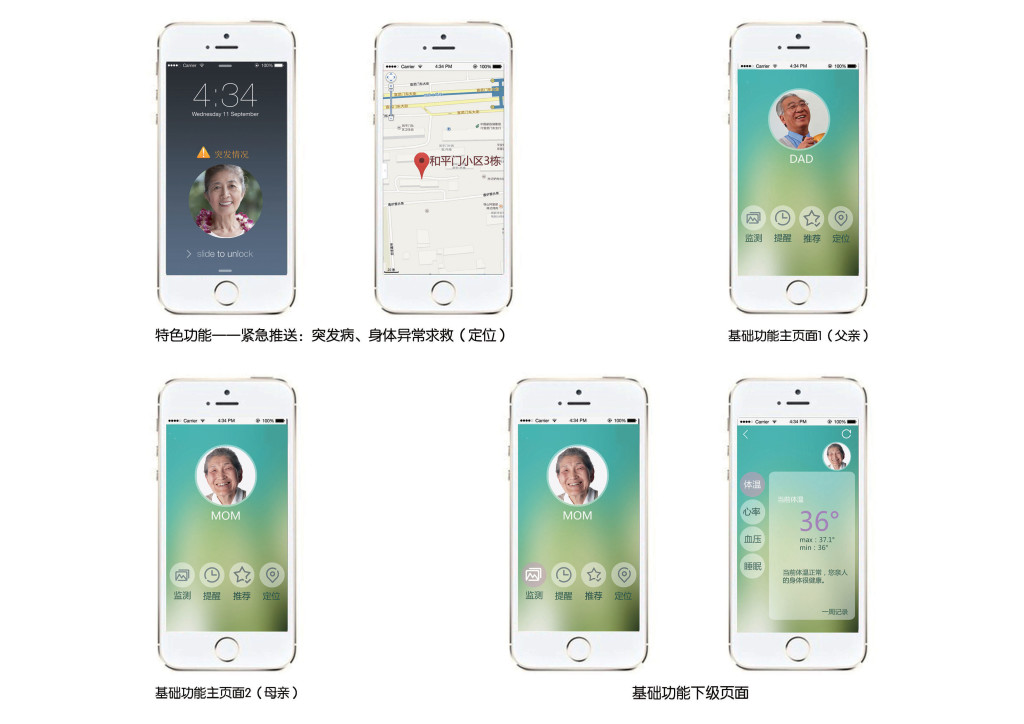 Carrier 100%
4:34
Wednesday 11 September
突发情况
slide to unlock
Carrier 4:34 PM 100%
和平门小区3栋
特色功能——紧急推送：突发病、身体异常求救（定位）
Carrier 4:34 PM 100%
DAD
监测 提醒 推荐 定位
基础功能主页面1（父亲）
Carrier 4:34 PM 100%
MOM
监测 提醒 推荐 定位
基础功能主页面2（母亲）
Carrier 4:34 PM 100%
MOM
监测 提醒 推荐 定位
Carrier 4:34 PM 100%
体温
心率
血压
睡眠
当前体温
36°
max：37.1°
min：36°
当前体温正常，您亲人
的身体很健康。
一周记录
基础功能下级页面